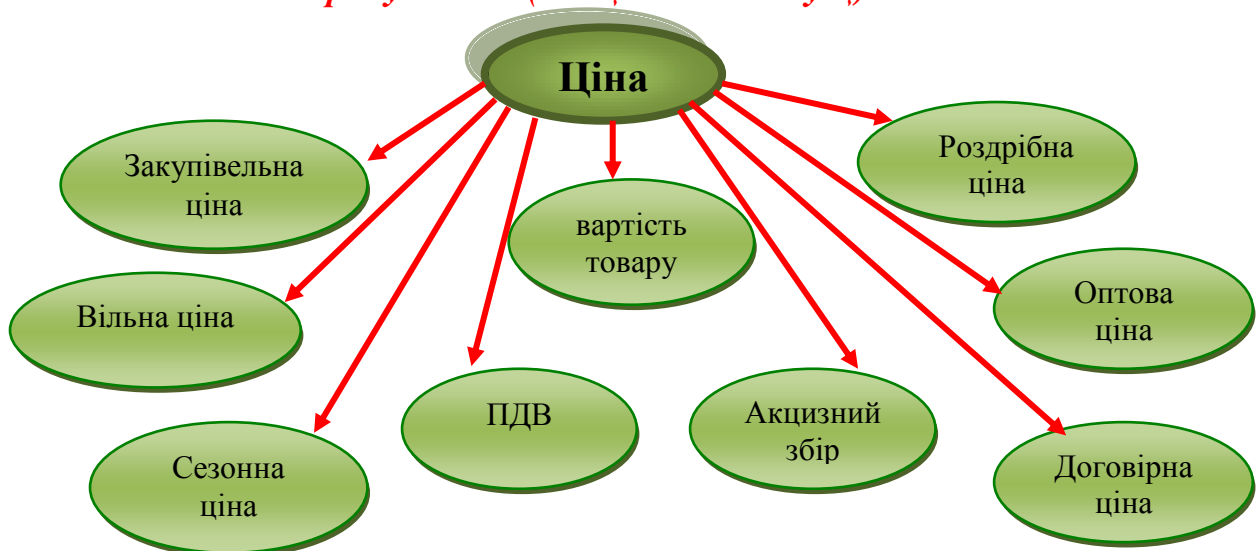 Ціна
Закупівельна
ціна
Роздрібна
ціна
вартість
товару
Вільна ціна
Оптова
ціна
ПДВ
Акцизний
збір
Сезонна
ціна
Договірна
ціна